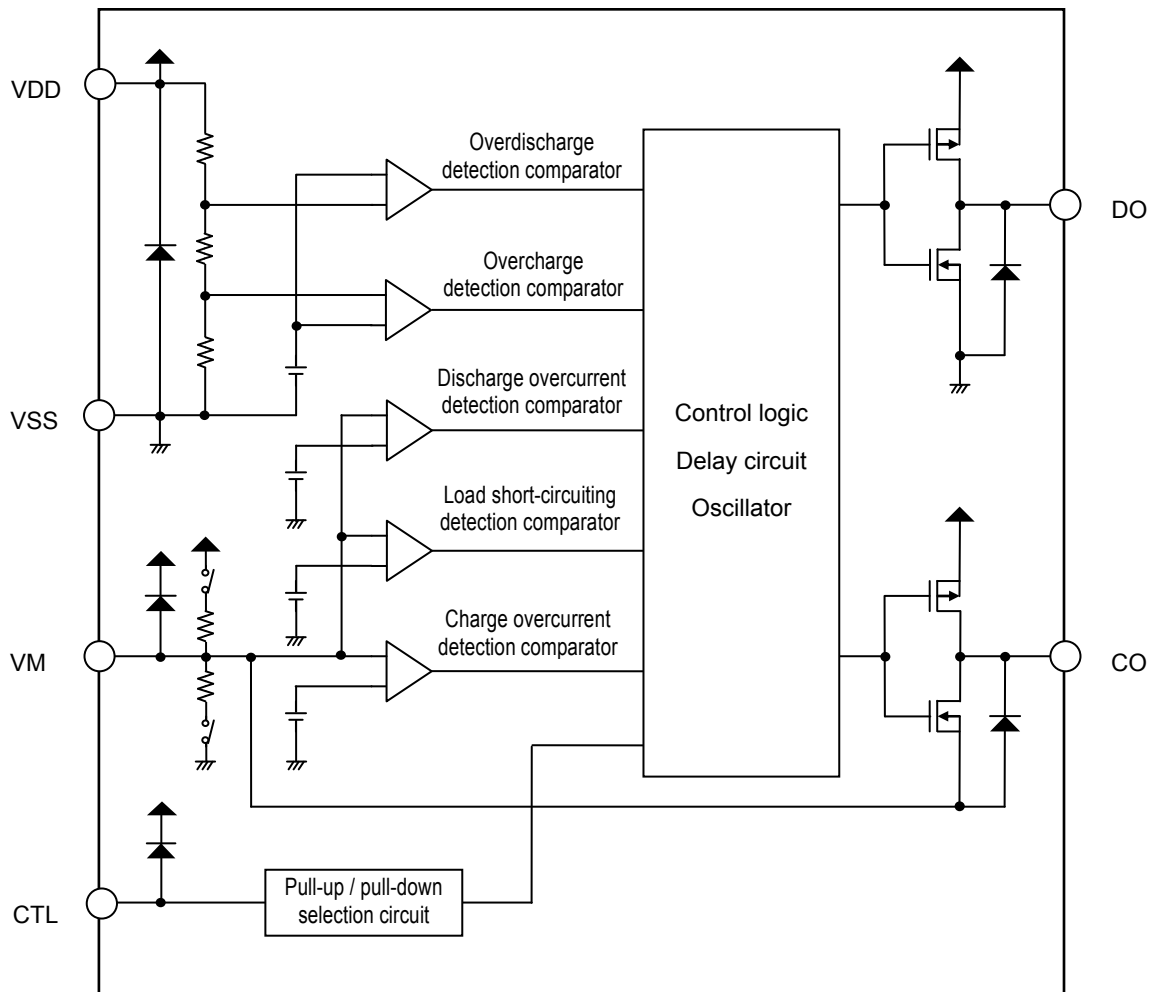 VDD
VSS
VM
CTL
Overdischarge
detection comparator
Overcharge
detection comparator
Discharge overcurrent
detection comparator
Load short-circuiting
detection comparator
Charge overcurrent
detection comparator
Pull-up / pull-down
selection circuit
Control logic
Delay circuit
Oscillator
DO
CO